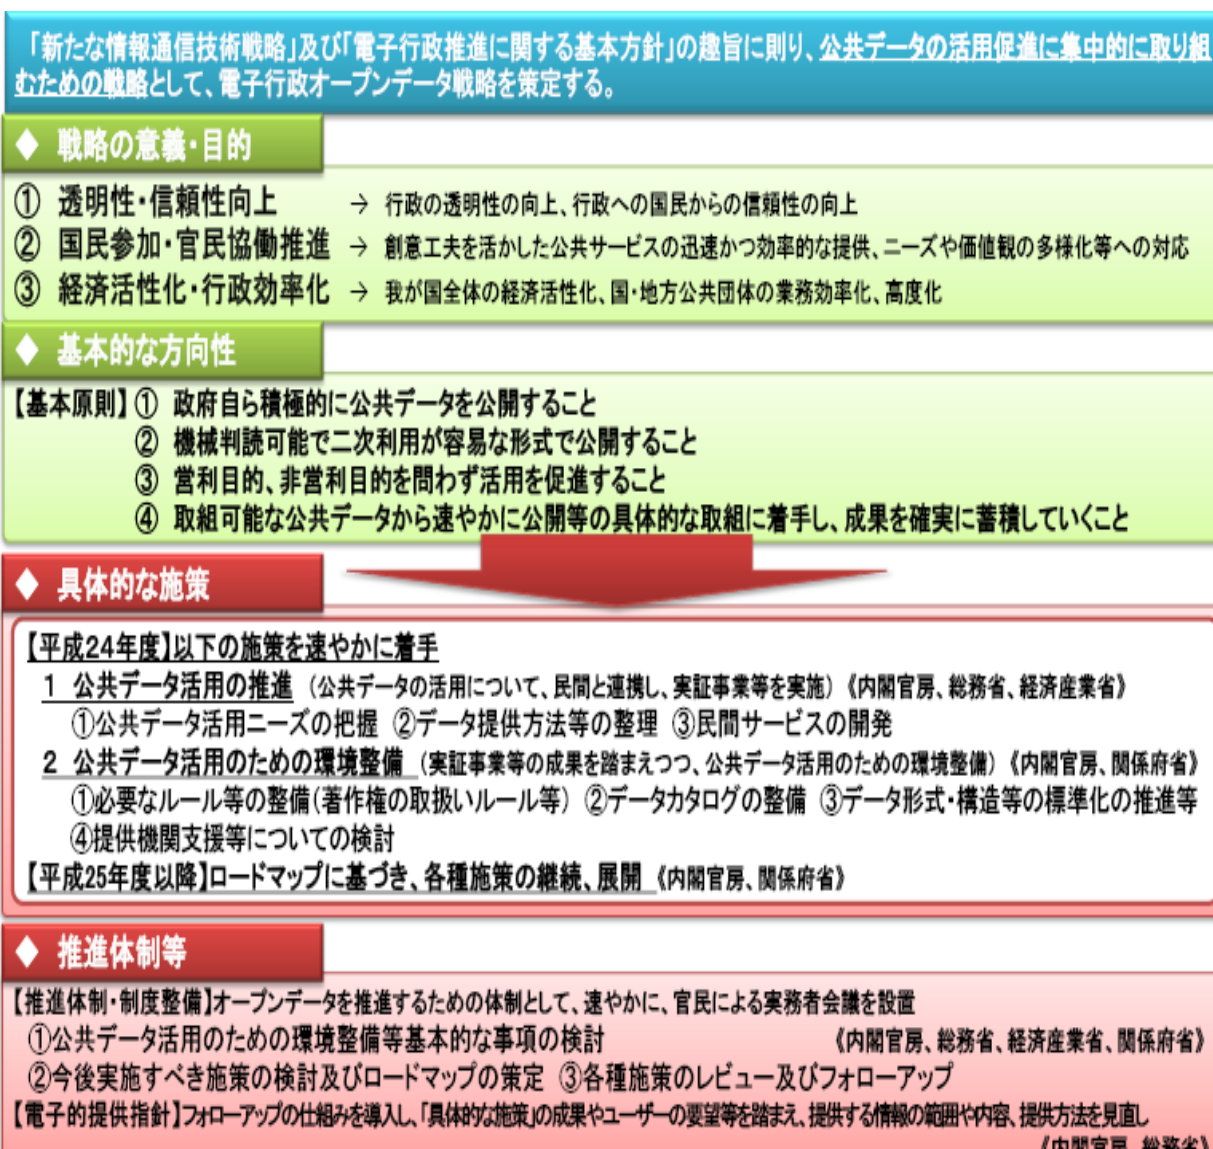 「新たな情報通信技術戦略」及び「電子行政推進に関する基本方針」の趣旨に則り、公共データの活用促進に集中的に取り組
むための戦略として、電子行政オープンデータ戦略を策定する。
◆ 戦略の意義・目的
① 透明性・信頼性向上 → 行政の透明性の向上、行政への国民からの信頼性の向上
② 国民参加・官民協働推進 → 創意工夫を活かした公共サービスの迅速かつ効率的な提供、ニーズや価値観の多様化等への対応
③ 経済活性化・行政効率化 → 我が国全体の経済活性化、国・地方公共団体の業務効率化、高度化
◆ 基本的な方向性
【基本原則】① 政府自ら積極的に公共データを公開すること
② 機械判読可能で二次利用が容易な形式で公開すること
③ 営利目的、非営利目的を問わず活用を促進すること
④ 取組可能な公共データから速やかに公開等の具体的な取組に着手し、成果を確実に蓄積していくこと
◆ 具体的な施策
【平成24年度】以下の施策を速やかに着手
1 公共データ活用の推進 (公共データの活用について、民間と連携し、実証事業等を実施)《内閣官房、総務省、経済産業省》
①公共データ活用ニーズの把握 ②データ提供方法等の整理 ③民間サービスの開発
2 公共データ活用のための環境整備 (実証事業等の成果を踏まえつつ、公共データ活用のための環境整備)《内閣官房、関係府省》
①必要なルール等の整備(著作権の取扱いルール等) ②データカタログの整備 ③データ形式・構造等の標準化の推進等
④提供機関支援等についての検討
【平成25年度以降】ロードマップに基づき、各種施策の継続、展開 《内閣官房、関係府省》
◆ 推進体制等
【推進体制・制度整備】オープンデータを推進するための体制として、速やかに、官民による実務者会議を設置
①公共データ活用のための環境整備等基本的な事項の検討 《内閣官房、総務省、経済産業省、関係府省》
②今後実施すべき施策の検討及びロードマップの策定 ③各種施策のレビュー及びフォローアップ
【電子的提供指針】フォローアップの仕組みを導入し、「具体的な施策」の成果やユーザーの要望等を踏まえ、提供する情報の範囲や内容、提供方法を見直し
《内閣官房、総務省》